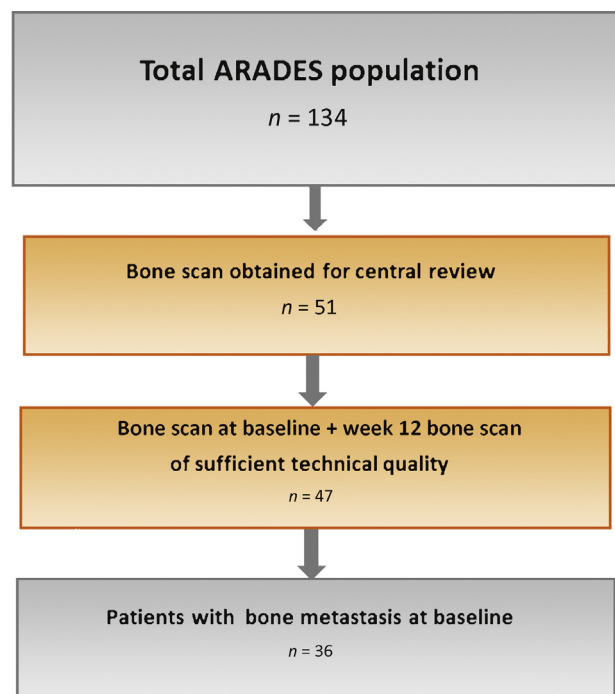 Total ARADES population
n = 134
Bone scan obtained for central review
n = 51
Bone scan at baseline + week 12 bone scan
of sufficient technical quality
n = 47
Patients with bone metastasis at baseline
n = 36